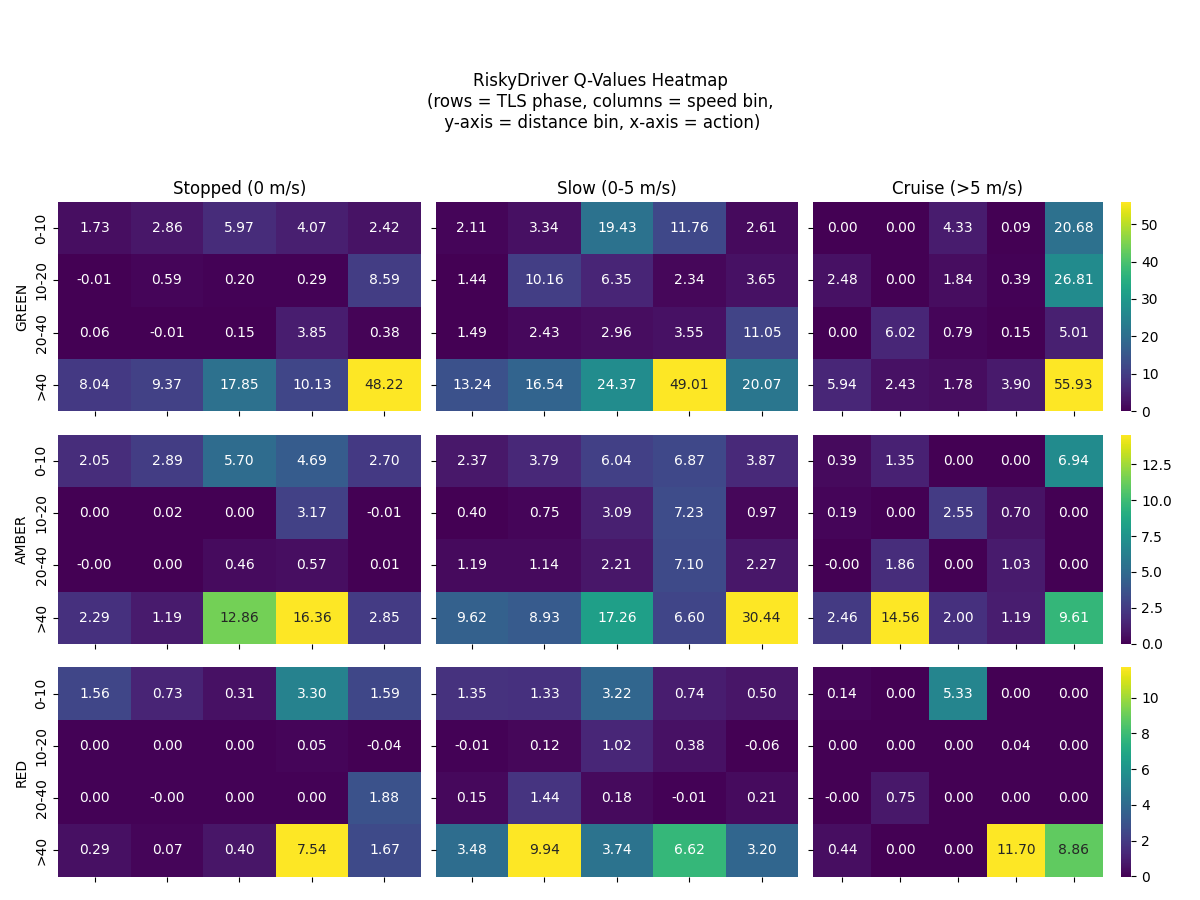 RiskyDriver Q-Values Heatmap
(rows = TLS phase, columns = speed bin,
y-axis = distance bin, x-axis = action)
Stopped (0 m/s) Slow (0-5 m/s) Cruise (>5 m/s)
GREEN
0-10 1.73 2.86 5.97 4.07 2.42 2.11 3.34 19.43 11.76 2.61 0.00 0.00 4.33 0.09 20.68
10-20 -0.01 0.59 0.20 0.29 8.59 1.44 10.16 6.35 2.34 3.65 2.48 0.00 1.84 0.39 26.81
20-40 0.06 -0.01 0.15 3.85 0.38 1.49 2.43 2.96 3.55 11.05 0.00 6.02 0.79 0.15 5.01
>40 8.04 9.37 17.85 10.13 48.22 13.24 16.54 24.37 49.01 20.07 5.94 2.43 1.78 3.90 55.93
50
40
30
20
10
0
AMBER
0-10 2.05 2.89 5.70 4.69 2.70 2.37 3.79 6.04 6.87 3.87 0.39 1.35 0.00 0.00 6.94
10-20 0.00 0.02 0.00 3.17 -0.01 0.40 0.75 3.09 7.23 0.97 0.19 0.00 2.55 0.70 0.00
20-40 -0.00 0.00 0.46 0.57 0.01 1.19 1.14 2.21 7.10 2.27 -0.00 1.86 0.00 1.03 0.00
>40 2.29 1.19 12.86 16.36 2.85 9.62 8.93 17.26 6.60 30.44 2.46 14.56 2.00 1.19 9.61
12.5
10.0
7.5
5.0
2.5
0.0
RED
0-10 1.56 0.73 0.31 3.30 1.59 1.35 1.33 3.22 0.74 0.50 0.14 0.00 5.33 0.00 0.00
10-20 0.00 0.00 0.00 0.05 -0.04 -0.01 0.12 1.02 0.38 -0.06 0.00 0.00 0.00 0.04 0.00
20-40 0.00 -0.00 0.00 0.00 1.88 0.15 1.44 0.18 -0.01 0.21 -0.00 0.75 0.00 0.00 0.00
>40 0.29 0.07 0.40 7.54 1.67 3.48 9.94 3.74 6.62 3.20 0.44 0.00 0.00 11.70 8.86
10
8
6
4
2
0